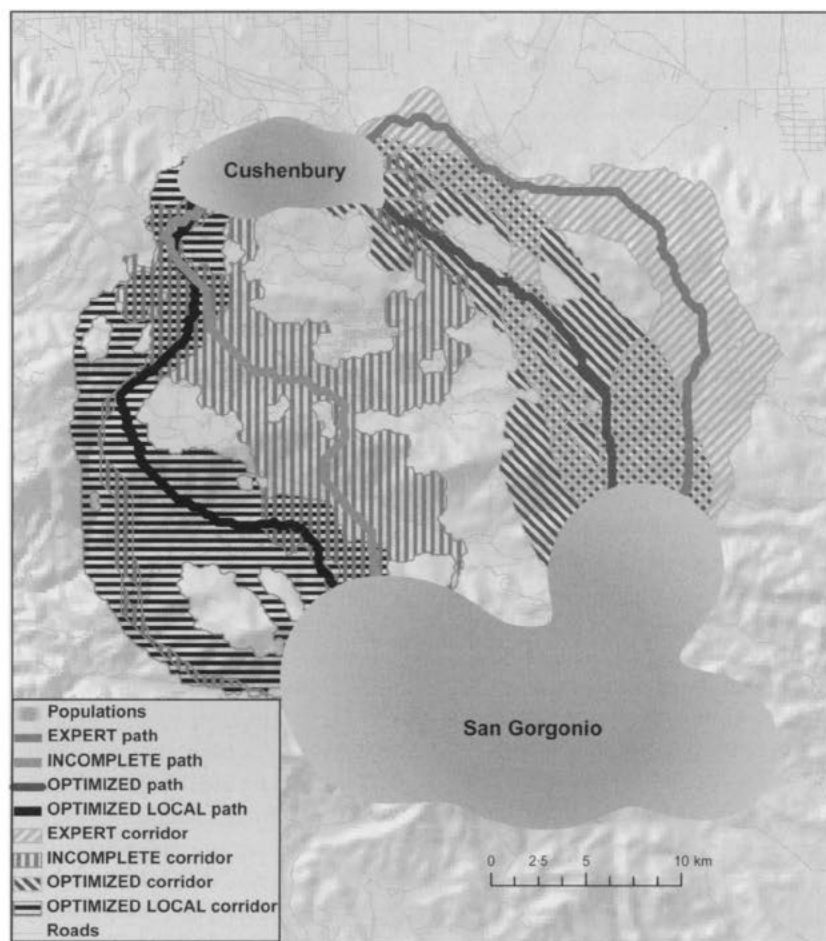 Cushenbury
San Gorgonio
Populations
EXPERT path
INCOMPLETE path
OPTIMIZED path
OPTIMIZED LOCAL path
EXPERT corridor
INCOMPLETE corridor
OPTIMIZED corridor
OPTIMIZED LOCAL corridor
Roads
0 2·5 5 10 km